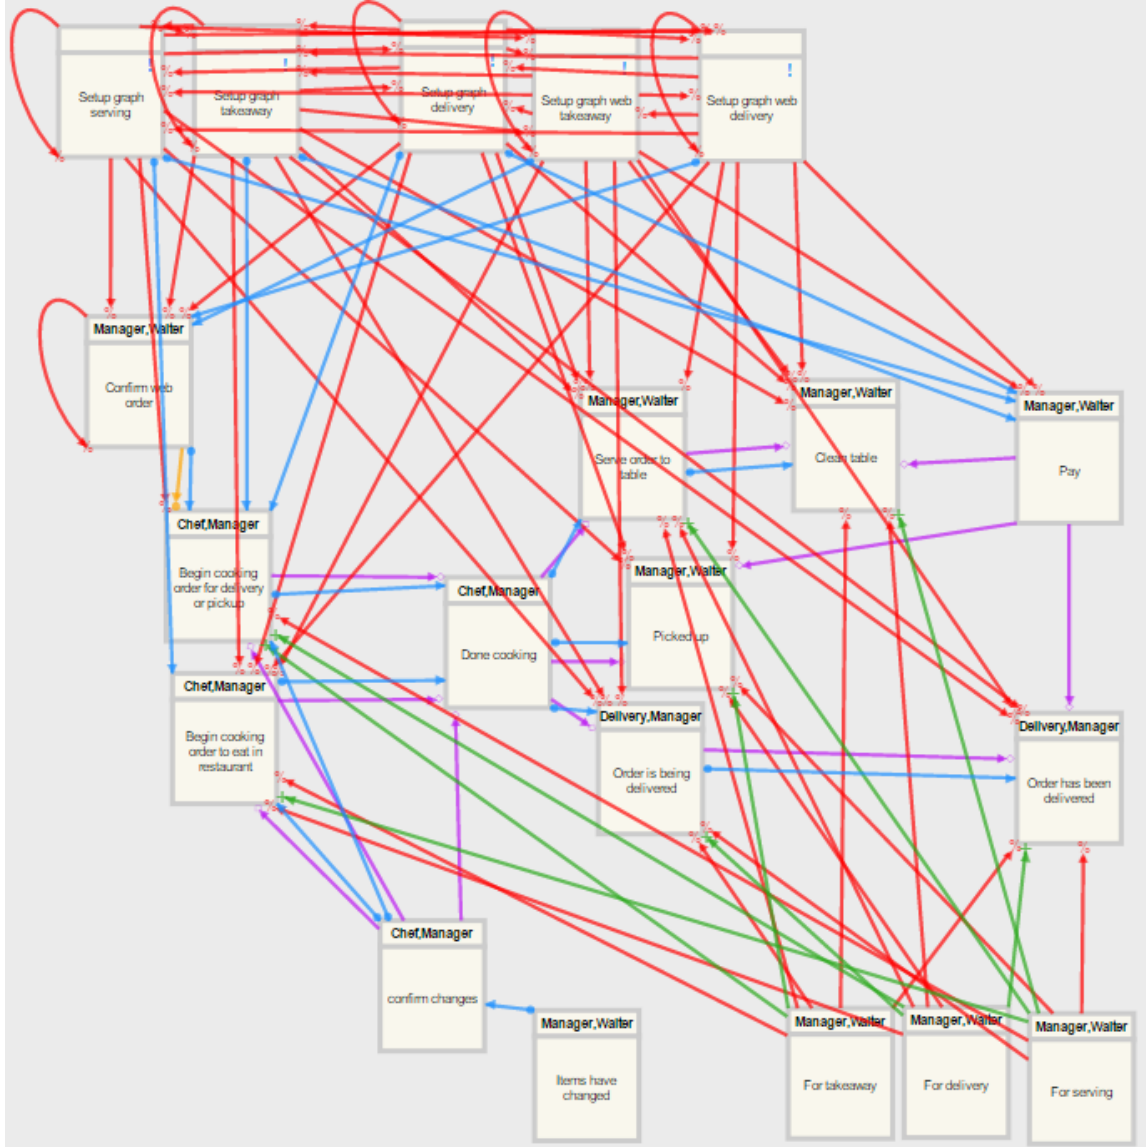 !
!
!
!
!
Setup graph
serving
Setup graph
takeaway
Setup graph
delivery
Setup graph web
takeaway
Setup graph web
delivery
Manager,Waiter
Confirm web
order
Manager,Waiter
Serve order to
table
Manager,Waiter
Clean table
Manager,Waiter
Pay
Chef,Manager
Begin cooking
order for delivery
or pickup
Chef,Manager
Done cooking
Manager,Waiter
Picked up
Chef,Manager
Begin cooking
order to eat in
restaurant
Delivery,Manager
Order is being
delivered
Delivery,Manager
Order has been
delivered
Chef,Manager
confirm changes
Manager,Waiter
Items have
changed
Manager,Waiter
For takeaway
Manager,Waiter
For delivery
Manager,Waiter
For serving